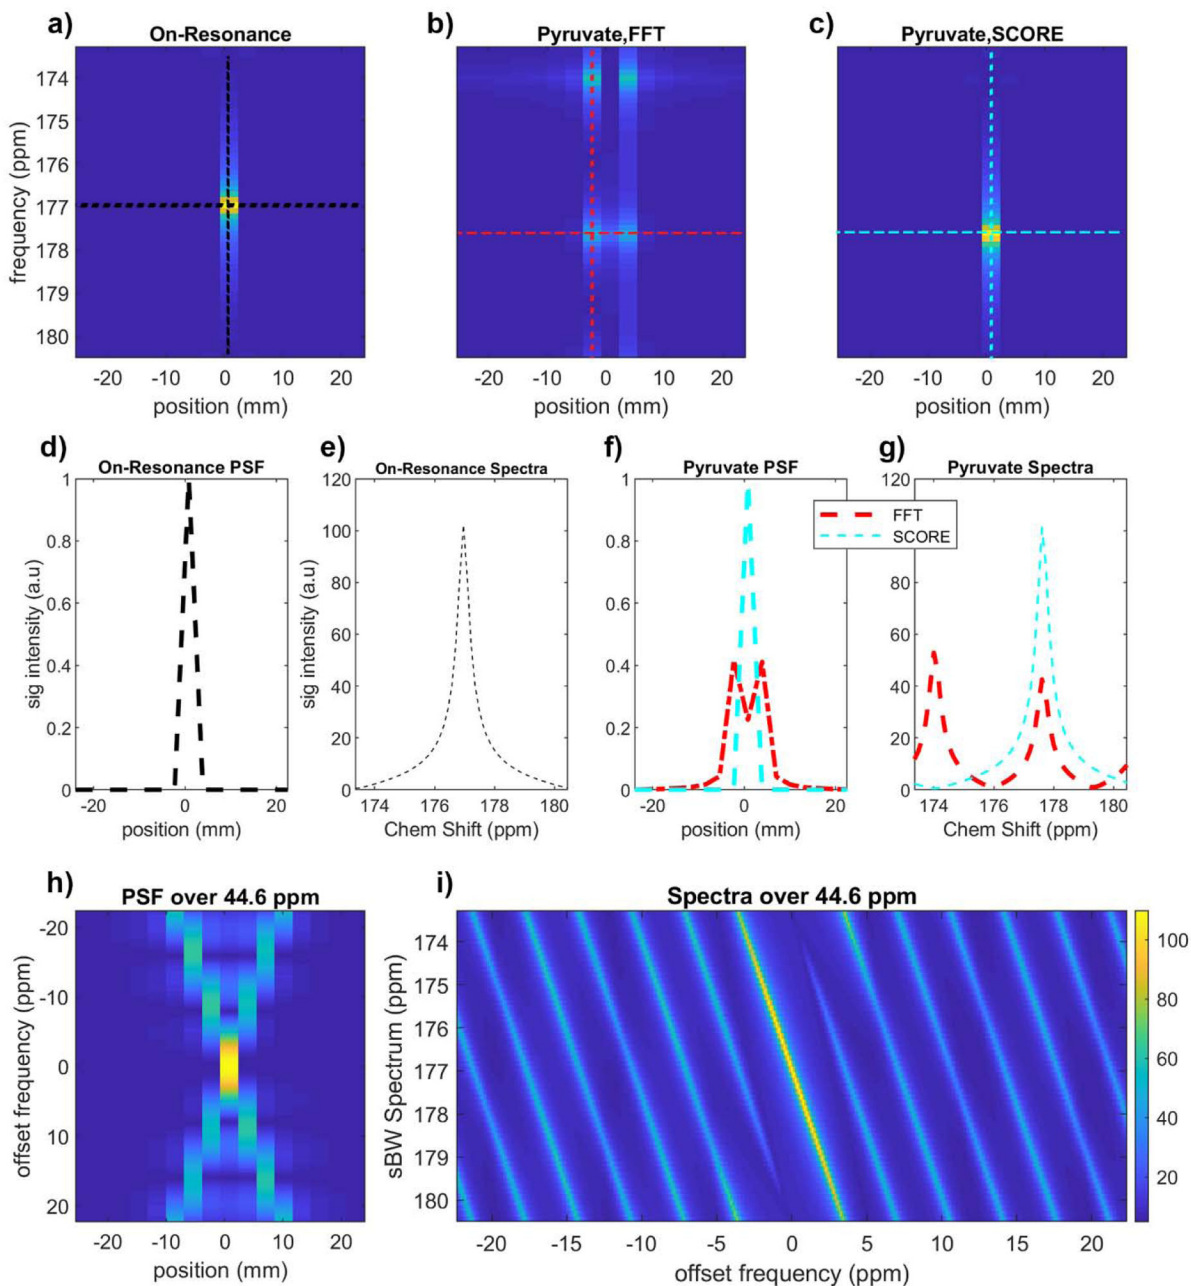 a)
On-Resonance
b)
Pyruvate,FFT
c)
Pyruvate,SCORE
frequency (ppm)
174
175
176
177
178
179
180
-20 -10 0 10 20
position (mm)
-20 -10 0 10 20
position (mm)
-20 -10 0 10 20
position (mm)
d)
On-Resonance PSF
sig intensity (a.u)
1
0.8
0.6
0.4
0.2
0
-20 0 20
position (mm)
e)
On-Resonance Spectra
sig intensity (a.u)
120
100
80
60
40
20
0
174 176 178 180
Chem Shift (ppm)
f)
Pyruvate PSF
1
0.8
0.6
0.4
0.2
0
-20 0 20
position (mm)
g)
Pyruvate Spectra
FFT
SCORE
120
80
60
40
20
0
174 176 178 180
Chem Shift (ppm)
h)
PSF over 44.6 ppm
offset frequency (ppm)
-20
-10
0
10
20
-20 -10 0 10 20
position (mm)
i)
Spectra over 44.6 ppm
sBW Spectrum (ppm)
174
175
176
177
178
179
180
-20 -15 -10 -5 0 5 10 15 20
offset frequency (ppm)
100
80
60
40
20